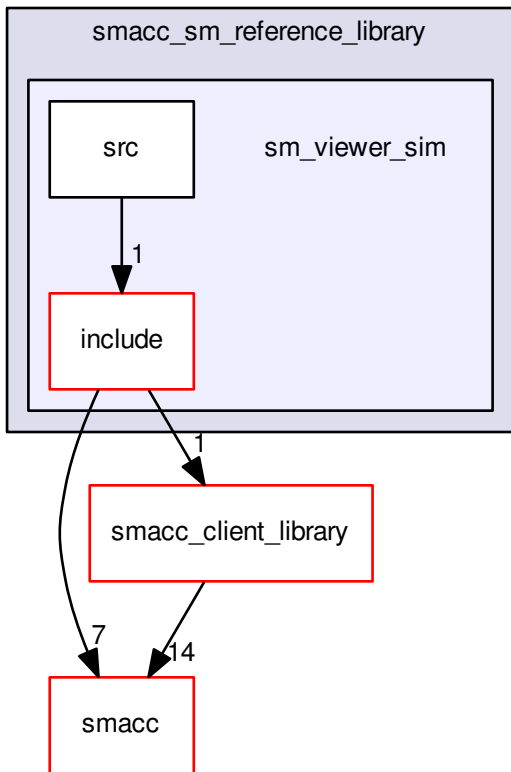 smacc_sm_reference_library
src
sm_viewer_sim
1
include
1
smacc_client_library
7
14
smacc